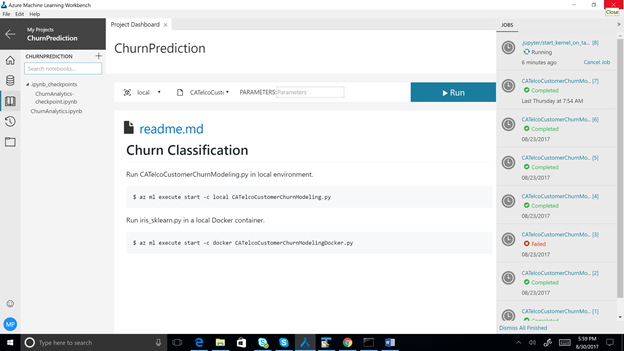 Azure Machine Learning Workbench
File Edit Help
Close
My Projects
ChurnPrediction
CHURNPREDICTION
Search notebooks...
.ipynb_checkpoints
ChurnAnalytics-
checkpoint.ipynb
ChurnAnalytics.ipynb
MP
Project Dashboard
ChurnPrediction
local
CATelcoCust
PARAMETERS
Parameters
Run
readme.md
Churn Classification
Run CATelcoCustomerChurnModeling.py in local environment.
$ az ml execute start -c local CATelcoCustomerChurnModeling.py
Run iris_sklearn.py in a local Docker container.
$ az ml execute start -c docker CATelcoCustomerChurnModelingDocker.py
JOBS
.jupyter/start_kernel_on_ta... [8]
Running
6 minutes ago
Cancel Job
CATelcoCustomerChurnMo... [7]
Completed
Last Thursday at 7:54 AM
CATelcoCustomerChurnMo... [6]
Completed
08/23/2017
CATelcoCustomerChurnMo... [5]
Completed
08/23/2017
CATelcoCustomerChurnMo... [4]
Completed
08/23/2017
CATelcoCustomerChurnMo... [3]
Failed
08/23/2017
CATelcoCustomerChurnMo... [2]
Completed
08/23/2017
CATelcoCustomerChurnMo... [1]
Completed
Dismiss All Finished
Type here to search
5:59 PM
8/30/2017